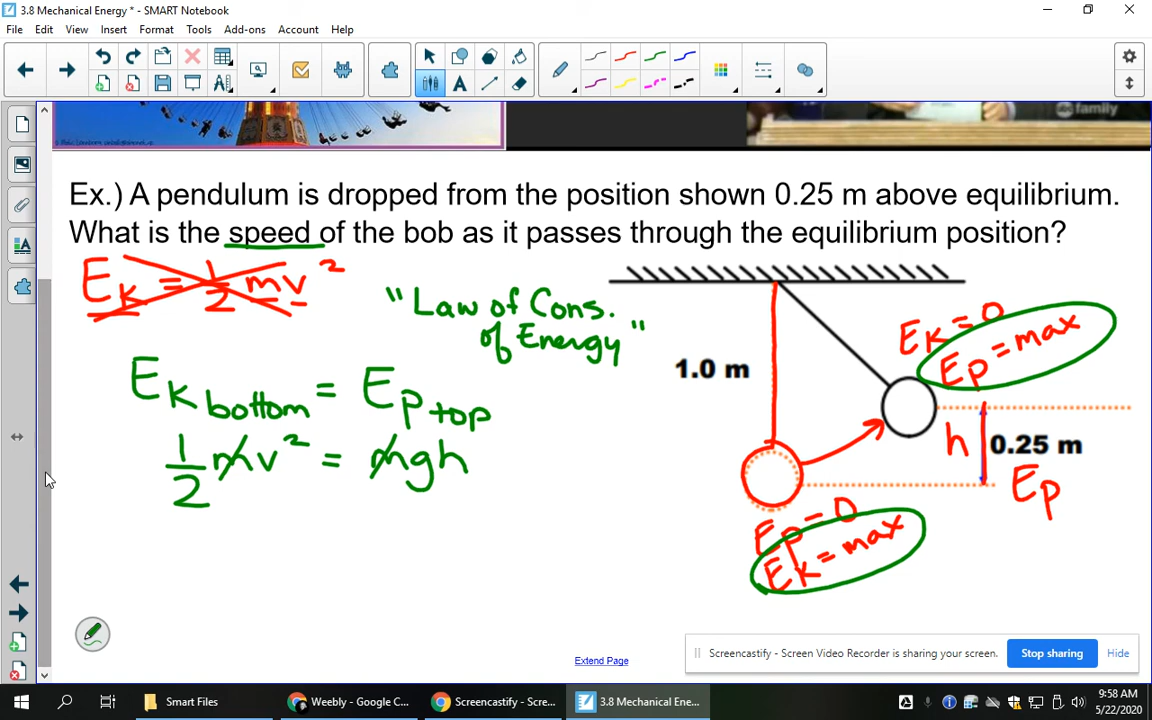 3.8 Mechanical Energy * - SMART Notebook
File Edit View Insert Format Tools Add-ons Account Help
family
Ex.) A pendulum is dropped from the position shown 0.25 m above equilibrium.
What is the speed of the bob as it passes through the equilibrium position?
Ek = 1/2 mv²
"Law of Cons.
of Energy"
Ek bottom = Ep top
1/2 mv² = mgh
1.0 m
Ek = 0
Ep = max
h 0.25 m
Ep
Ep = 0
Ek = max
Extend Page
Screencastify - Screen Video Recorder is sharing your screen. Stop sharing Hide
Smart Files
Weebly - Google C...
Screencastify - Scre...
3.8 Mechanical Ene...
9:58 AM
5/22/2020